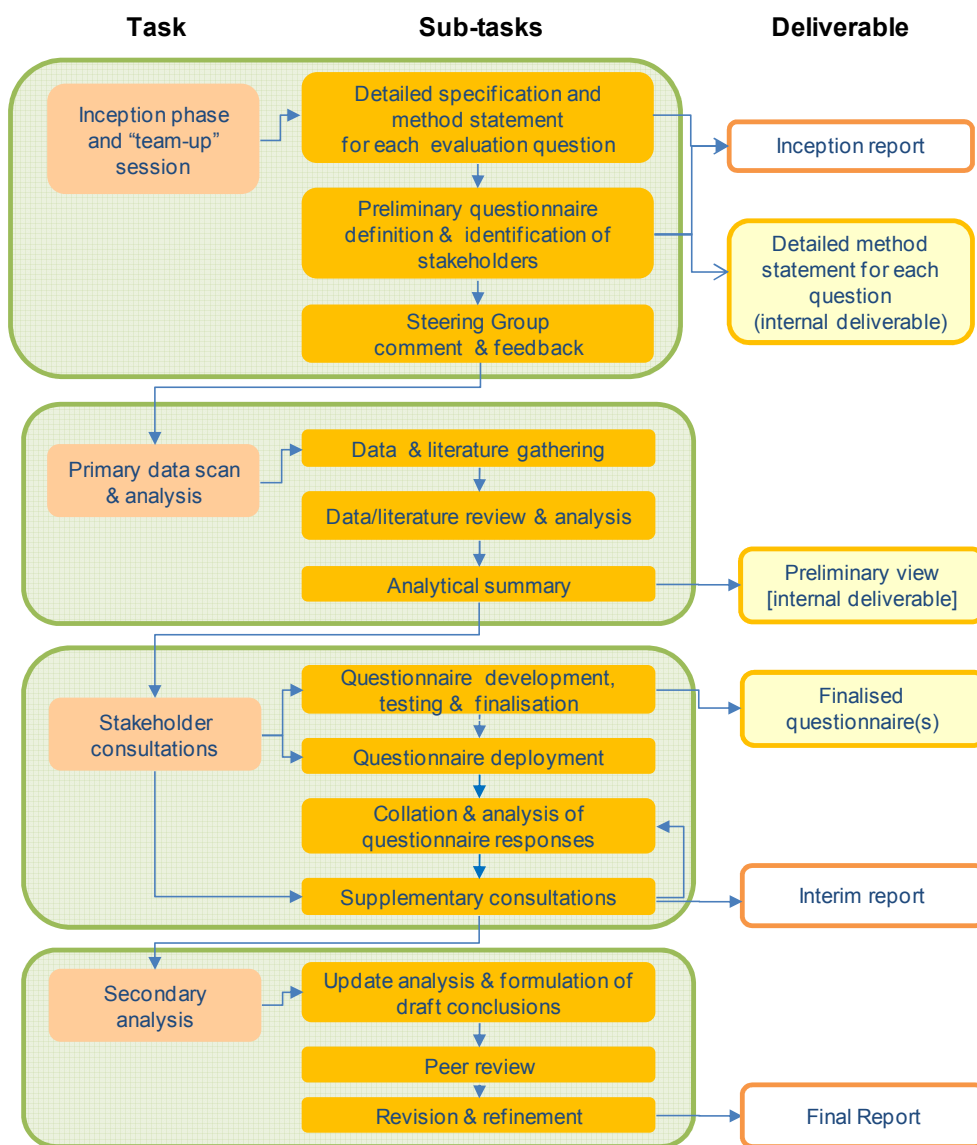 Task
Sub-tasks
Deliverable
Inception phase
and “team-up”
session
Detailed specification and
method statement
for each evaluation question
Inception report
Preliminary questionnaire
definition & identification of
stakeholders
Detailed method
statement for each
question
(internal deliverable)
Steering Group
comment & feedback
Primary data scan
& analysis
Data & literature gathering
Data/literature review & analysis
Analytical summary
Preliminary view
[internal deliverable]
Stakeholder
consultations
Questionnaire development,
testing & finalisation
Finalised
questionnaire(s)
Questionnaire deployment
Collation & analysis of
questionnaire responses
Supplementary consultations
Interim report
Secondary
analysis
Update analysis & formulation of
draft conclusions
Peer review
Revision & refinement
Final Report